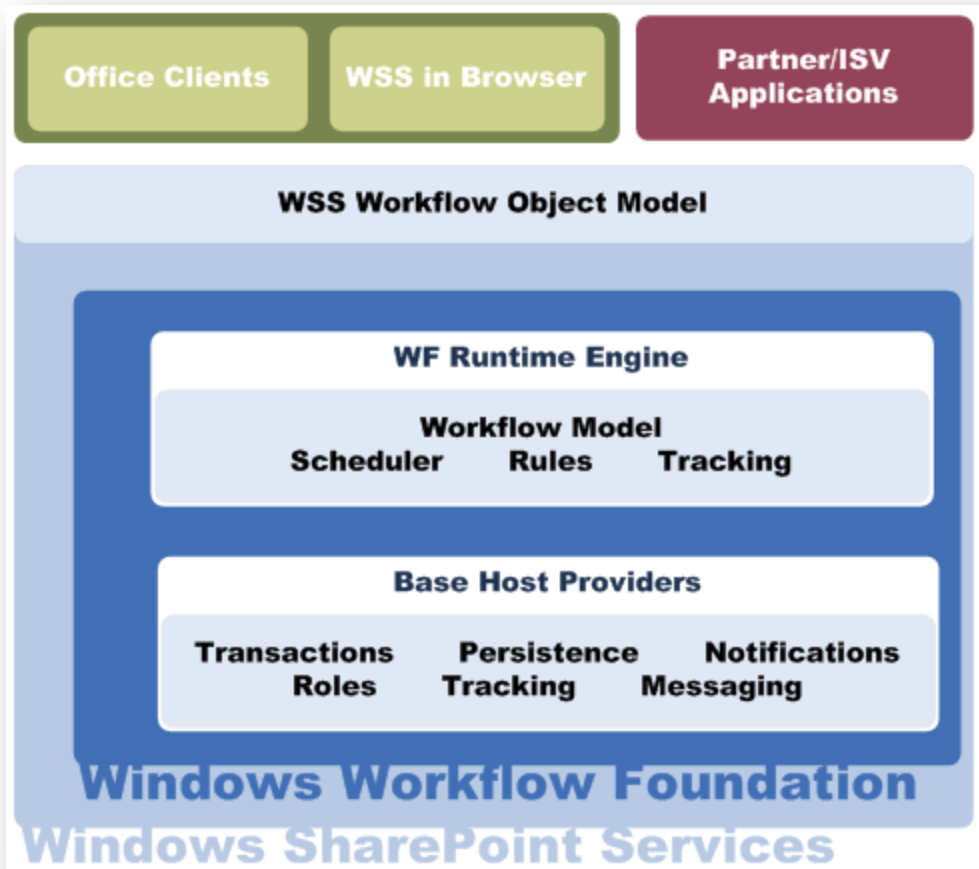 Office Clients
WSS in Browser
Partner/ISV
Applications
WSS Workflow Object Model
WF Runtime Engine
Workflow Model
Scheduler Rules Tracking
Base Host Providers
Transactions Persistence Notifications
Roles Tracking Messaging
Windows Workflow Foundation
Windows SharePoint Services